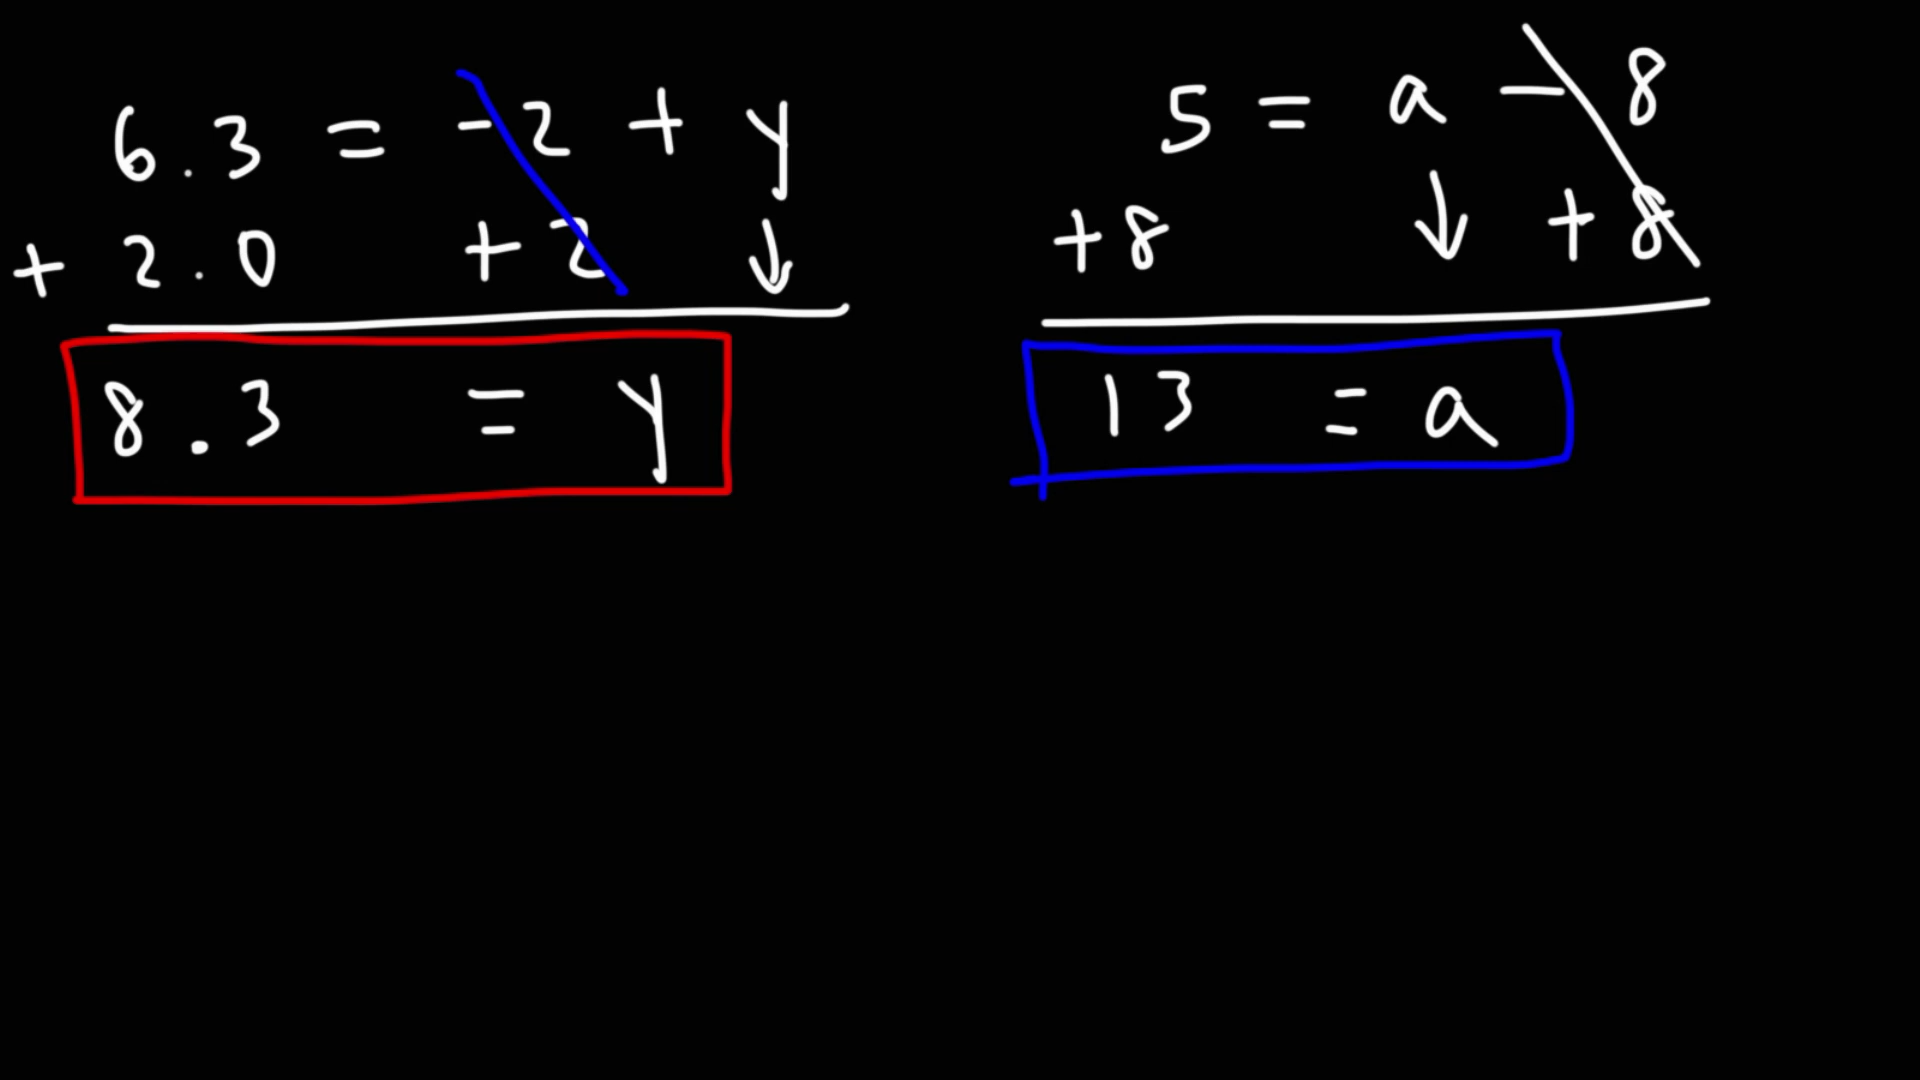 6.3 = -2 + y
+ 2.0 + 2 ↓
8.3 = y
5 = a - 8
+8 ↓ + 8
13 = a